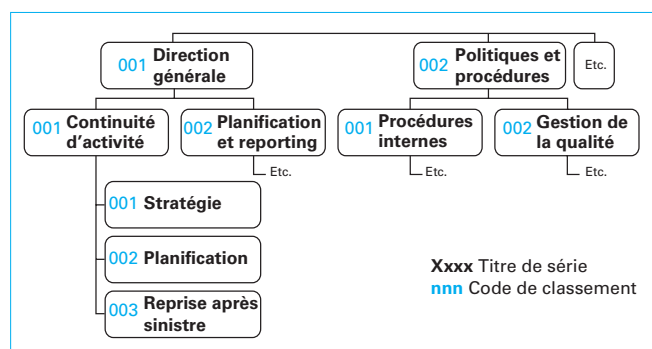 001 Direction
générale
002 Politiques et
procédures
Etc.
001 Continuité
d'activité
002 Planification
et reporting
001 Procédures
internes
002 Gestion de
la qualité
Etc.
Etc.
Etc.
001 Stratégie
002 Planification
003 Reprise après
sinistre
Xxxx Titre de série
nnn Code de classement